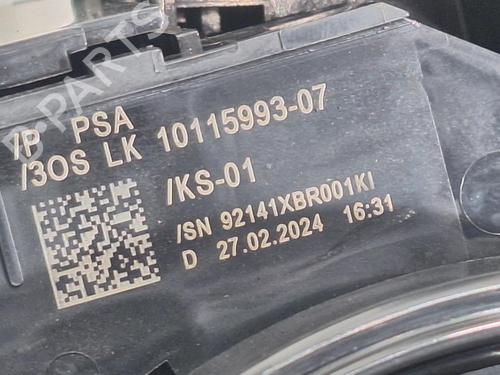 /P PSA
/3OS LK 10115993-07
/KS-01
/SN 92141XBR001KI
D 27.02.2024 16:31
B-PARTS